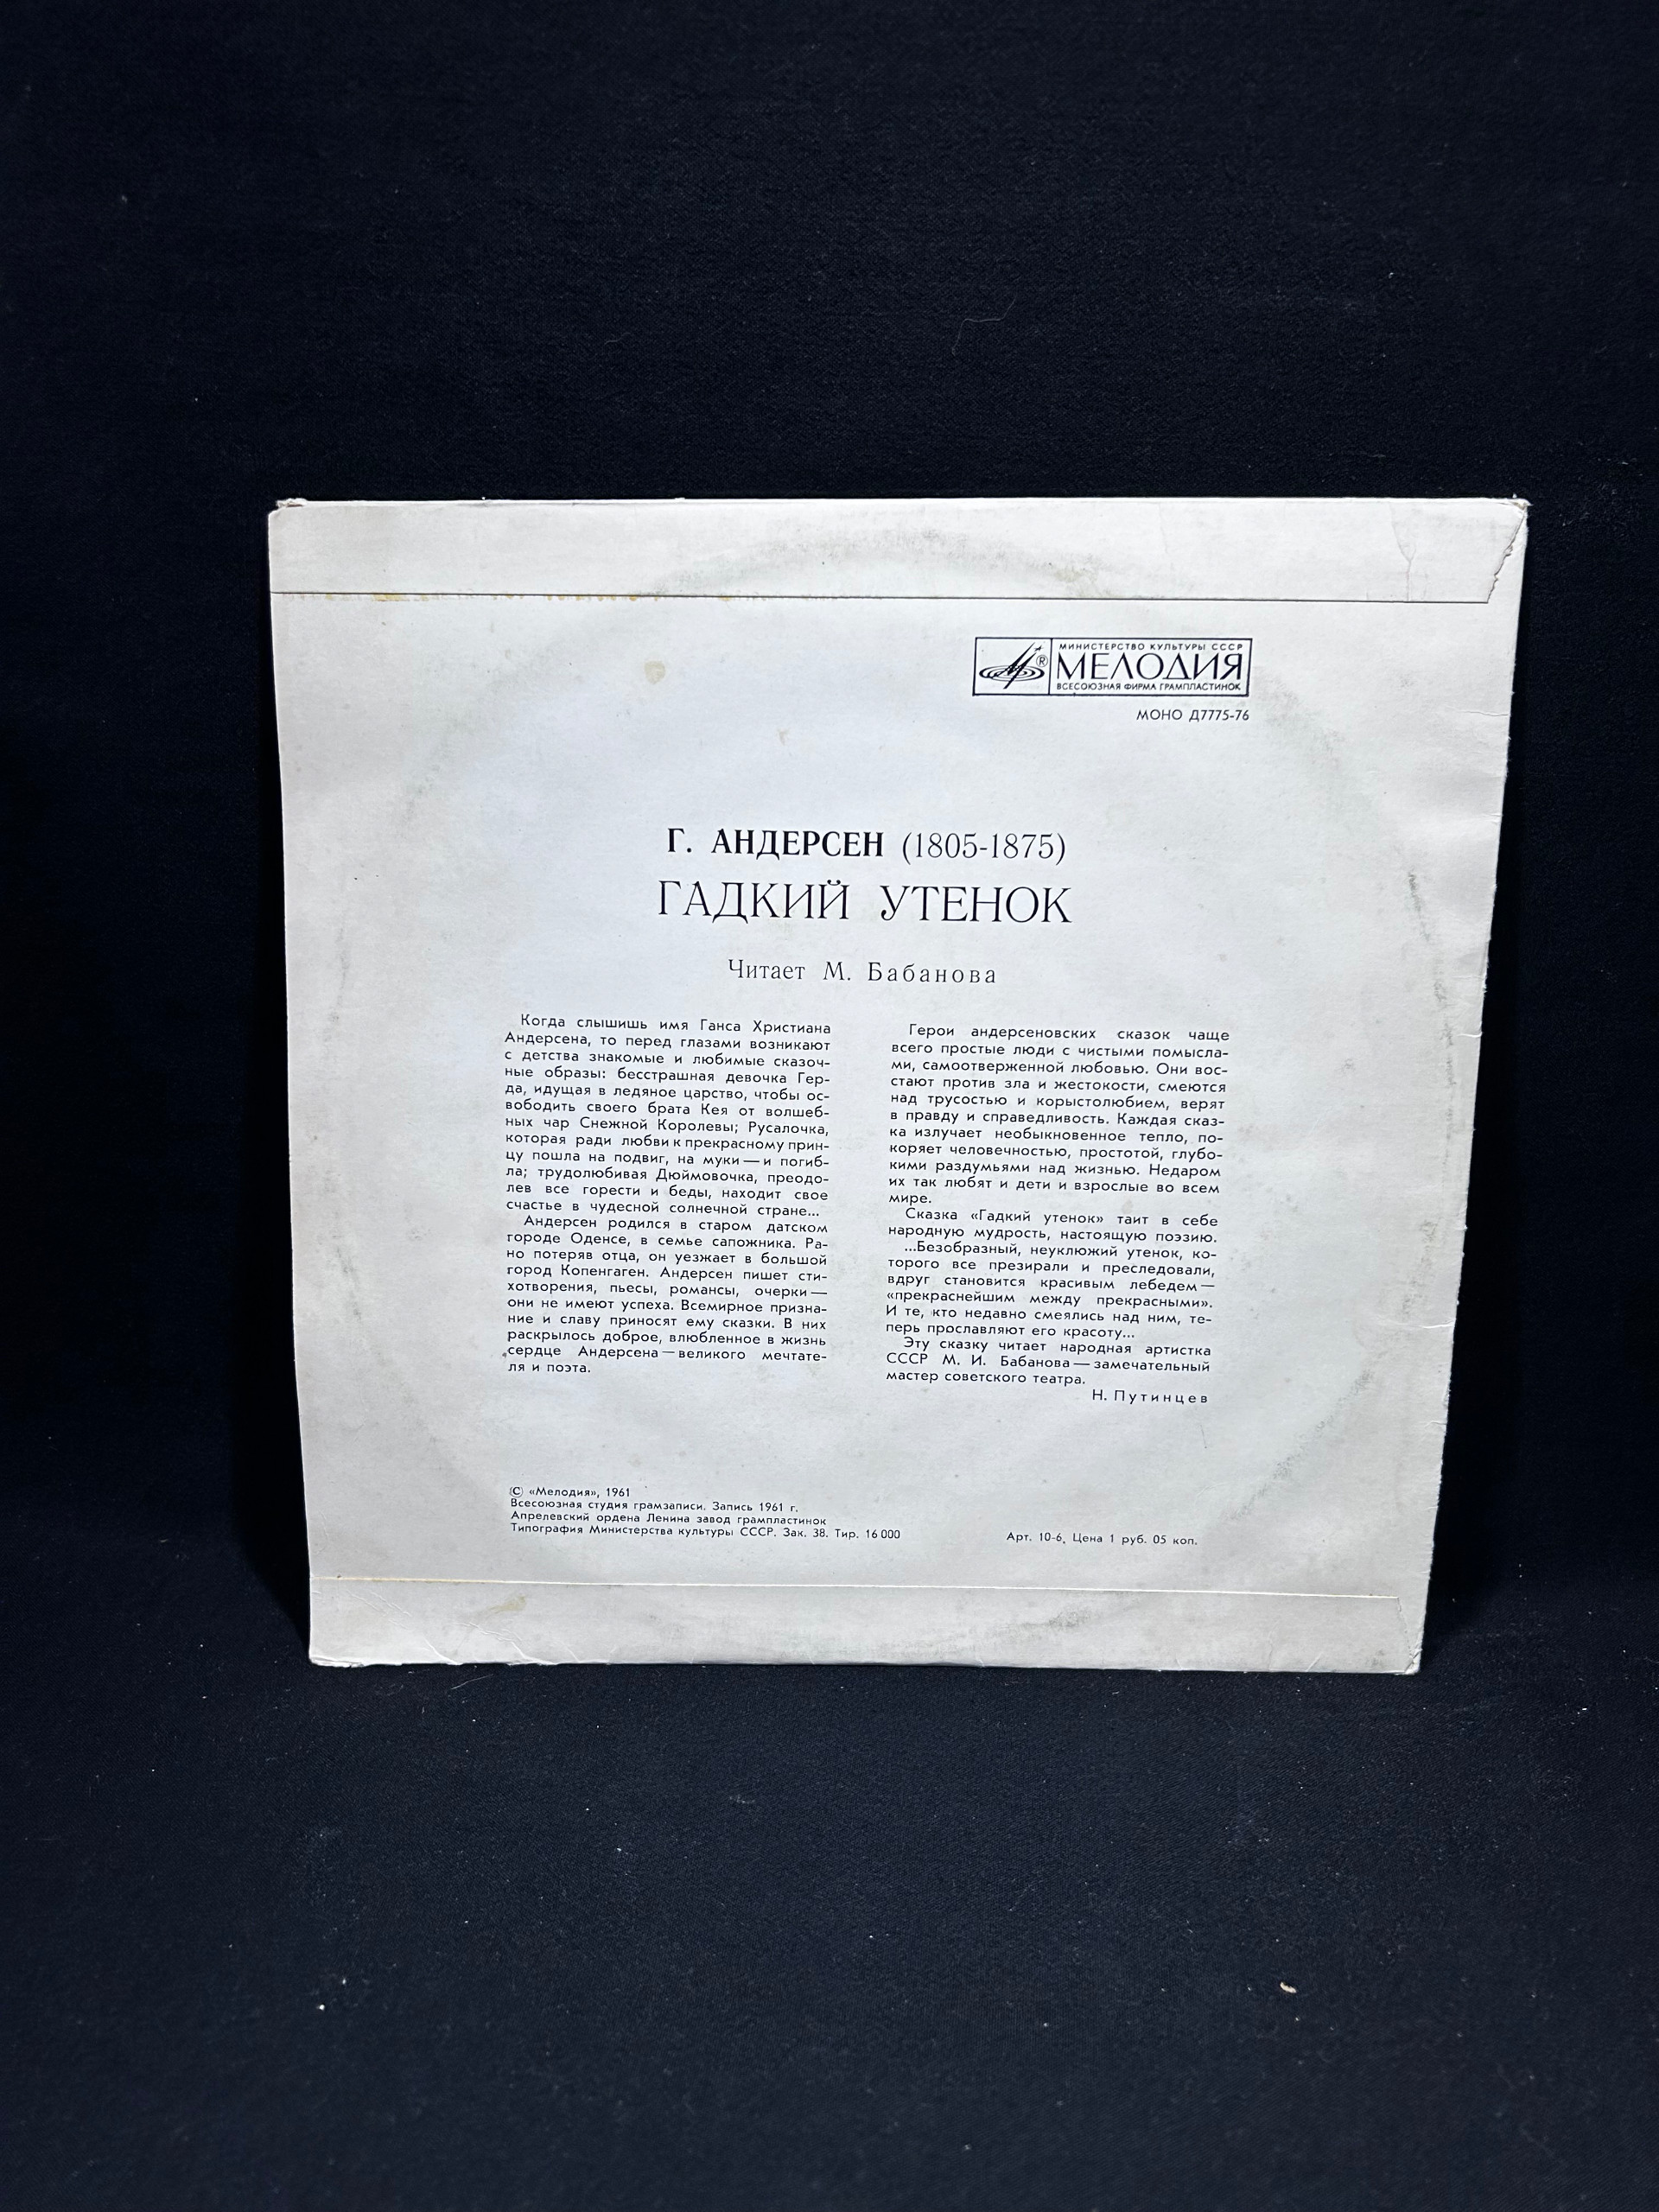 МИНИСТЕРСТВО КУЛЬТУРЫ СССР
МЕЛОДИЯ
ВСЕСОЮЗНАЯ ФИРМА ГРАМПЛАСТИНОК
МОНО Д7775-76
Г. АНДЕРСЕН (1805-1875)
ГАДКИЙ УТЕНОК
Читает М. Бабанова
Когда слышишь имя Ганса Христиана
Андерсена, то перед глазами возникают
с детства знакомые и любимые сказоч-
ные образы: бесстрашная девочка Гер-
да, идущая в ледяное царство, чтобы ос-
вободить своего брата Кея от волшеб-
ных чар Снежной Королевы; Русалочка,
которая ради любви к прекрасному прин-
цу пошла на подвиг, на муки — и погиб-
ла; трудолюбивая Дюймовочка, преодо-
лев все горести и беды, находит свое
счастье в чудесной солнечной стране...
Андерсен родился в старом датском
городе Оденсе, в семье сапожника. Ра-
но потеряв отца, он уезжает в большой
город Копенгаген. Андерсен пишет сти-
хотворения, пьесы, романсы, очерки —
они не имеют успеха. Всемирное призна-
ние и славу приносят ему сказки. В них
раскрылось доброе, влюбленное в жизнь
сердце Андерсена — великого мечтате-
ля и поэта.
Герои андерсеновских сказок чаще
всего простые люди с чистыми помысла-
ми, самоотверженной любовью. Они вос-
стают против зла и жестокости, смеются
над трусостью и корыстолюбием, верят
в правду и справедливость. Каждая сказ-
ка излучает необыкновенное тепло, по-
коряет человечностью, простотой, глубо-
кими раздумьями над жизнью. Недаром
их так любят и дети и взрослые во всем
мире.
Сказка «Гадкий утенок» таит в себе
народную мудрость, настоящую поэзию.
...Безобразный, неуклюжий утенок, ко-
торого все презирали и преследовали,
вдруг становится красивым лебедем —
«прекраснейшим между прекрасными».
И те, кто недавно смеялись над ним, те-
перь прославляют его красоту...
Эту сказку читает народная артистка
СССР М. И. Бабанова — замечательный
мастер советского театра.
Н. Путинцев
© «Мелодия», 1961
Всесоюзная студия грамзаписи. Запись 1961 г.
Апрелевский ордена Ленина завод грампластинок
Типография Министерства культуры СССР. Зак. 38. Тир. 16 000
Арт. 10-6. Цена 1 руб. 05 коп.